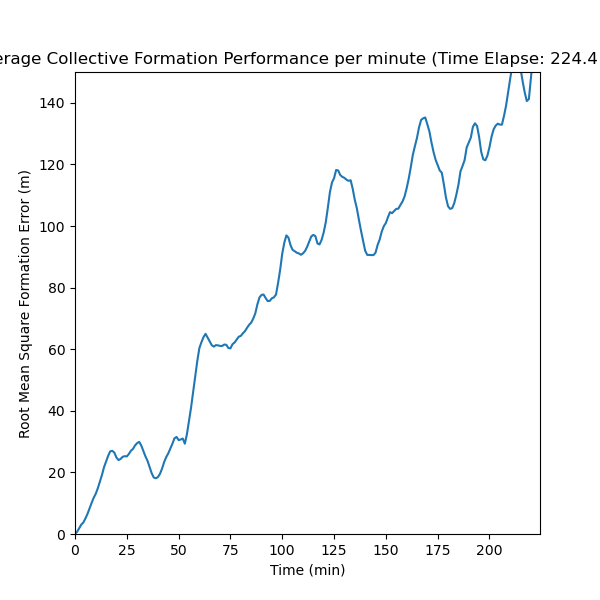 erage Collective Formation Performance per minute (Time Elapse: 224.4
140
120
100
80
60
40
20
0
Root Mean Square Formation Error (m)
0 25 50 75 100 125 150 175 200
Time (min)